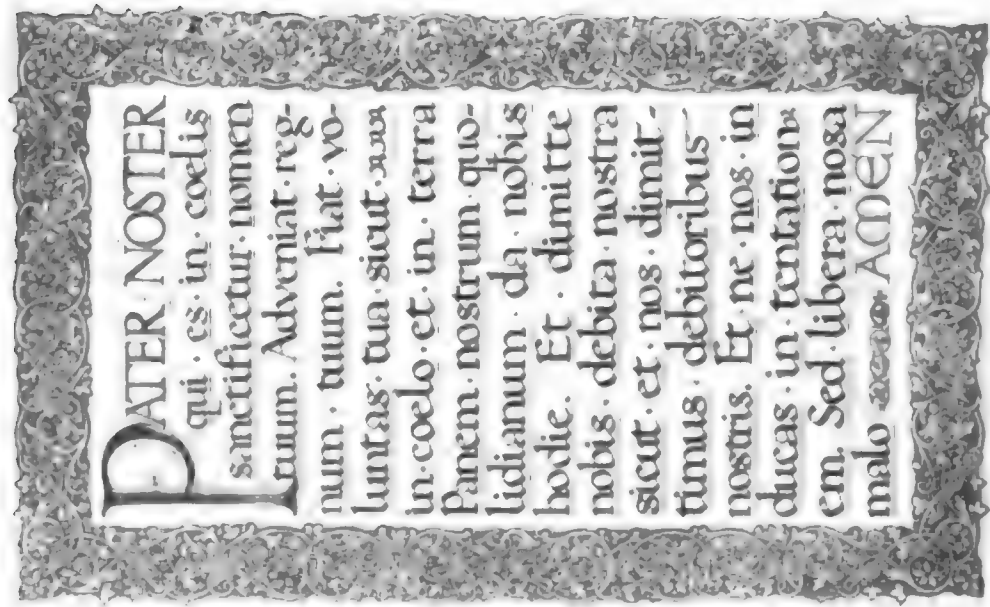 PATER NOSTER
qui · es · in · coelis
sanctificetur · nomen
tuum. Adveniat · reg-
num · tuum. Fiat · vo-
luntas · tua · sicut
in · coelo · et · in · terra
Panem · nostrum · quo-
tidianum · da · nobis
hodie. Et · dimitte
nobis · debita · nostra
sicut · et · nos · dimit-
timus · debitoribus
nostris. Et · ne · nos · in
ducas · in · tentation
em. Sed · libera · nos a
malo AMEN